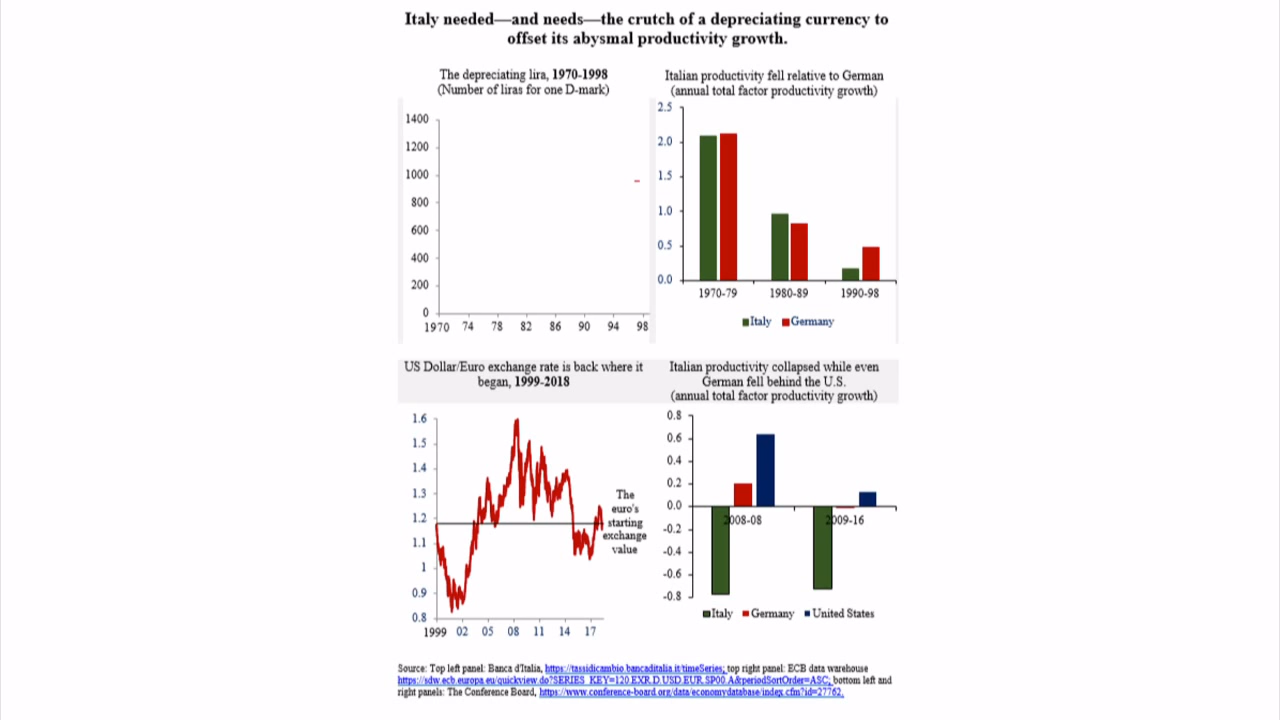 Italy needed—and needs—the crutch of a depreciating currency to
offset its abysmal productivity growth.
The depreciating lira, 1970-1998
(Number of liras for one D-mark)
1400
1200
1000
800
600
400
200
0
1970 74 78 82 86 90 94 98
Italian productivity fell relative to German
(annual total factor productivity growth)
2.5
2.0
1.5
1.0
0.5
0.0
1970-79 1980-89 1990-98
Italy Germany
US Dollar/Euro exchange rate is back where it
began, 1999-2018
1.6
1.5
1.4
1.3
1.2
1.1
1
0.9
0.8
1999 02 05 08 11 14 17
The
euro's
starting
exchange
value
Italian productivity collapsed while even
German fell behind the U.S.
(annual total factor productivity growth)
0.8
0.6
0.4
0.2
0.0
-0.2
-0.4
-0.6
-0.8
2008-08 2009-16
Italy Germany United States
Source: Top left panel: Banca d'Italia, https://tassidicambio.bancaditalia.it/timeSeries; top right panel: ECB data warehouse
https://sdw.ecb.europa.eu/quickview.do?SERIES_KEY=120.EXR.D.USD.EUR.SP00.A&periodSortOrder=ASC; bottom left and
right panels: The Conference Board, https://www.conference-board.org/data/economydatabase/index.cfm?id=27762.